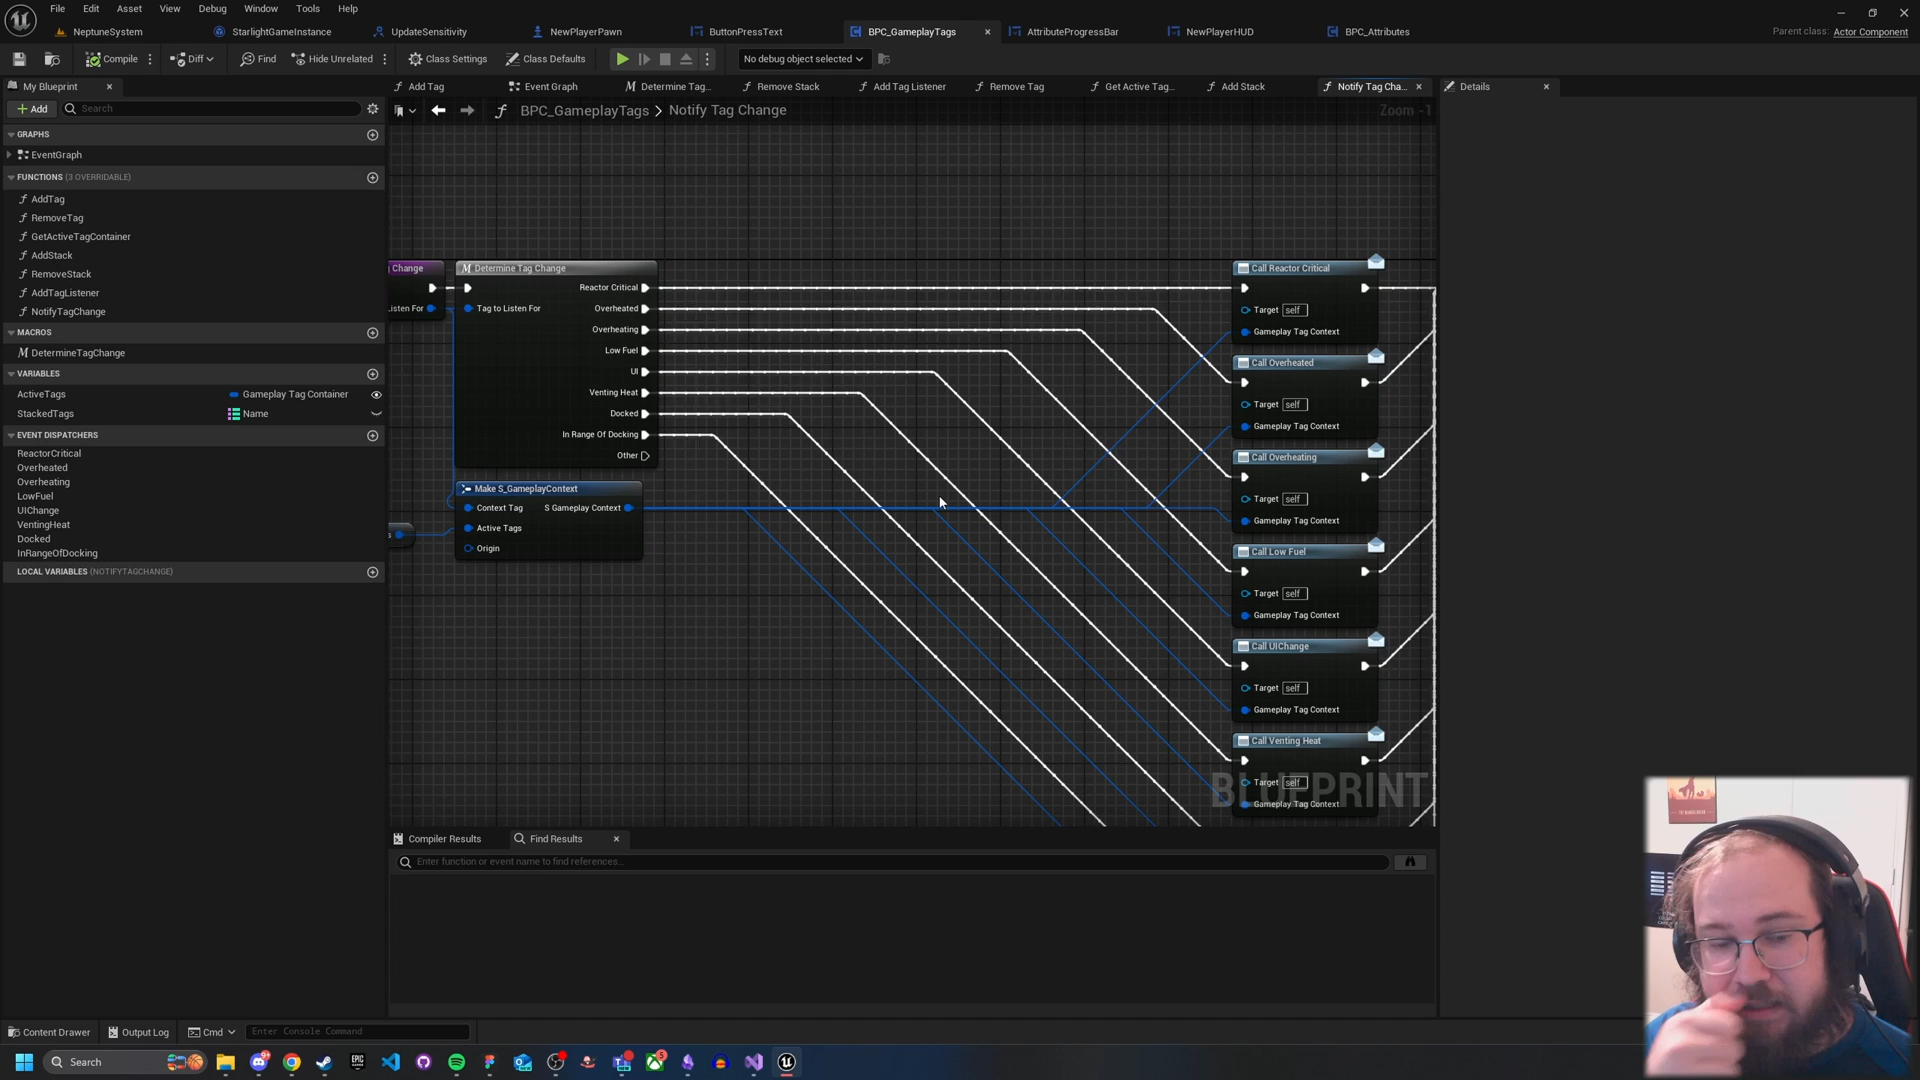 File Edit Asset View Window Debug Tools Help
NeptuneSystem StarlightGameInstance UpdateSensitivity NewPlayerPawn ButtonPressText BPC_GameplayTags AttributeProgressBar NewPlayerHUD BPC_Attributes Parent class: Actor Component
Compile Diff Find Hide Unrelated Class Settings Class Defaults No debug object selected
My Blueprint Add Tag Event Graph Determine Tag... Remove Stack Add Tag Listener Remove Tag Get Active Tag... Add Stack Notify Tag Cha... Details
Add Search BPC_GameplayTags > Notify Tag Change Zoom -1
GRAPHS
EventGraph
FUNCTIONS (3 OVERRIDABLE)
AddTag
RemoveTag
GetActiveTagContainer
AddStack
RemoveStack
AddTagListener
NotifyTagChange
MACROS
DetermineTagChange
VARIABLES
ActiveTags Gameplay Tag Container
StackedTags Name
EVENT DISPATCHERS
ReactorCritical
Overheated
Overheating
LowFuel
UIChange
VentingHeat
Docked
InRangeOfDocking
LOCAL VARIABLES (NOTIFYTAGCHANGE)
Change
Listen For
Determine Tag Change
Reactor Critical
Tag to Listen For Overheated
Overheating
Low Fuel
UI
Venting Heat
Docked
In Range Of Docking
Other
s
Make S_GameplayContext
Context Tag S Gameplay Context
Active Tags
Origin
Call Reactor Critical
Target self
Gameplay Tag Context
Call Overheated
Target self
Gameplay Tag Context
Call Overheating
Target self
Gameplay Tag Context
Call Low Fuel
Target self
Gameplay Tag Context
Call UIChange
Target self
Gameplay Tag Context
Call Venting Heat
Target self
Gameplay Tag Context
BLUEPRINT
Compiler Results Find Results
Enter function or event name to find references...
Content Drawer Output Log Cmd Enter Console Command
Search